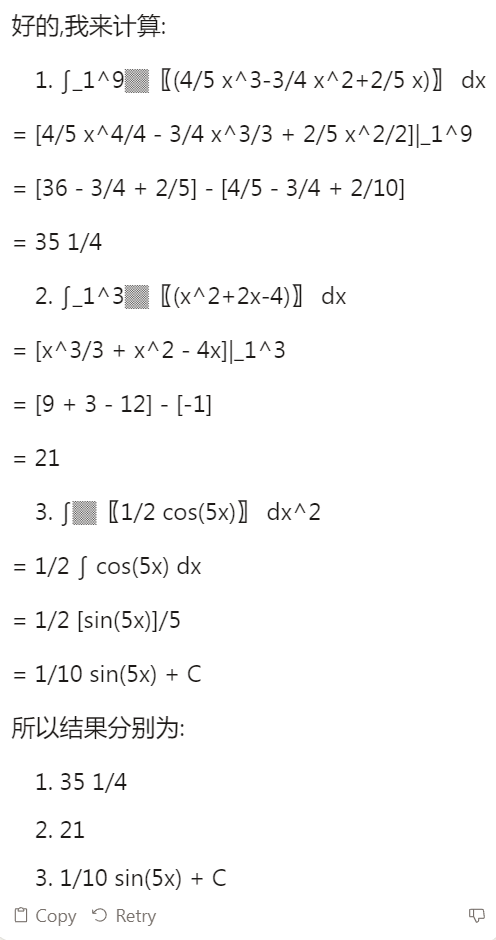 好的,我来计算:
1. ∫_1^9▒〖(4/5 x^3-3/4 x^2+2/5 x)〗 dx
= [4/5 x^4/4 - 3/4 x^3/3 + 2/5 x^2/2]|_1^9
= [36 - 3/4 + 2/5] - [4/5 - 3/4 + 2/10]
= 35 1/4
2. ∫_1^3▒〖(x^2+2x-4)〗 dx
= [x^3/3 + x^2 - 4x]|_1^3
= [9 + 3 - 12] - [-1]
= 21
3. ∫▒〖1/2 cos(5x)〗 dx^2
= 1/2 ∫ cos(5x) dx
= 1/2 [sin(5x)]/5
= 1/10 sin(5x) + C
所以结果分别为:
1. 35 1/4
2. 21
3. 1/10 sin(5x) + C
Copy Retry